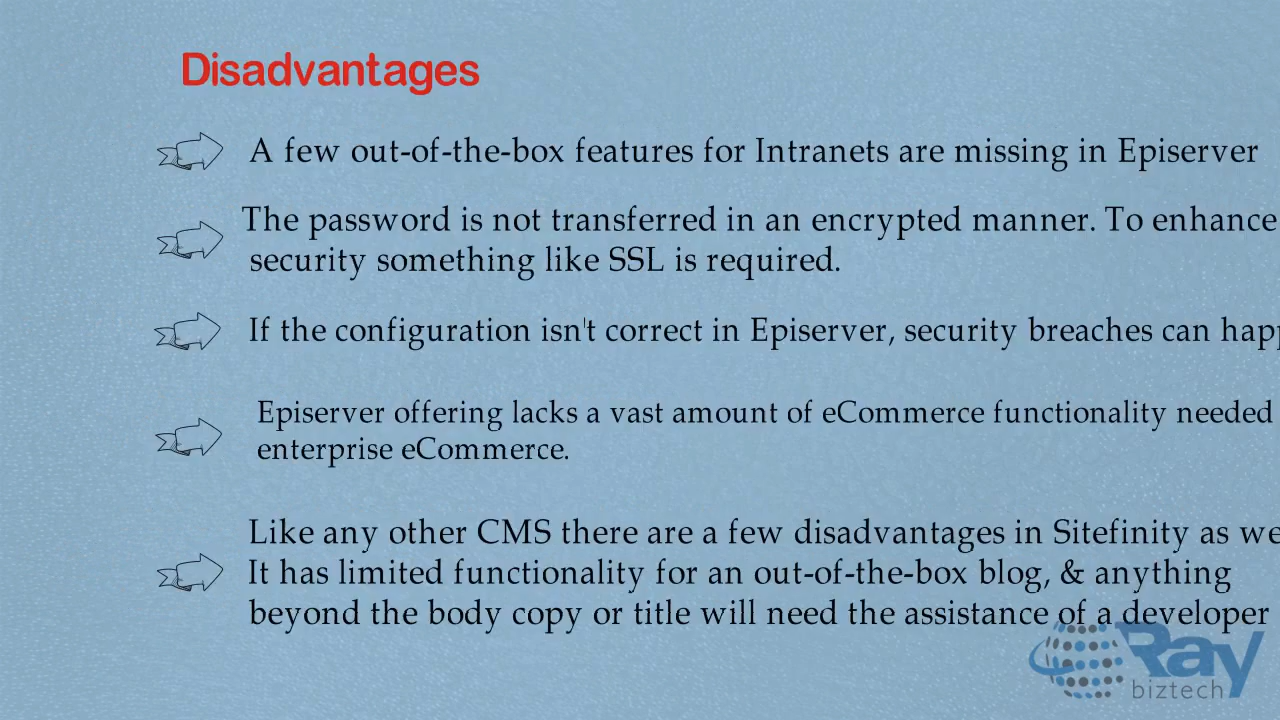 Disadvantages
A few out-of-the-box features for Intranets are missing in Episerver
The password is not transferred in an encrypted manner. To enhance
security something like SSL is required.
If the configuration isn't correct in Episerver, security breaches can
Episerver offering lacks a vast amount of eCommerce functionality needed
enterprise eCommerce.
Like any other CMS there are a few disadvantages in Sitefinity as
It has limited functionality for an out-of-the-box blog, & anything
beyond the body copy or title will need the assistance of a developer
Ray
biztech